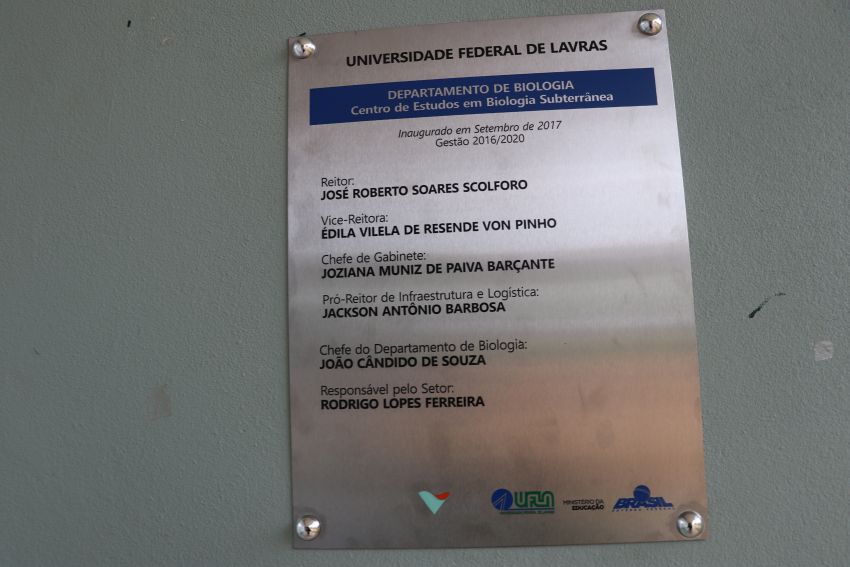 UNIVERSIDADE FEDERAL DE LAVRAS
DEPARTAMENTO DE BIOLOGIA
Centro de Estudos em Biologia Subterrânea
Inaugurado em Setembro de 2017
Gestão 2016/2020
Reitor:
JOSÉ ROBERTO SOARES SCOLFORO
Vice-Reitora:
ÉDILA VILELA DE RESENDE VON PINHO
Chefe de Gabinete:
JOZIANA MUNIZ DE PAIVA BARÇANTE
Pró-Reitor de Infraestrutura e Logística:
JACKSON ANTÔNIO BARBOSA
Chefe do Departamento de Biologia:
JOÃO CÂNDIDO DE SOUZA
Responsável pelo Setor:
RODRIGO LOPES FERREIRA
UFLA
MINISTÉRIO DA
EDUCAÇÃO
BRASIL